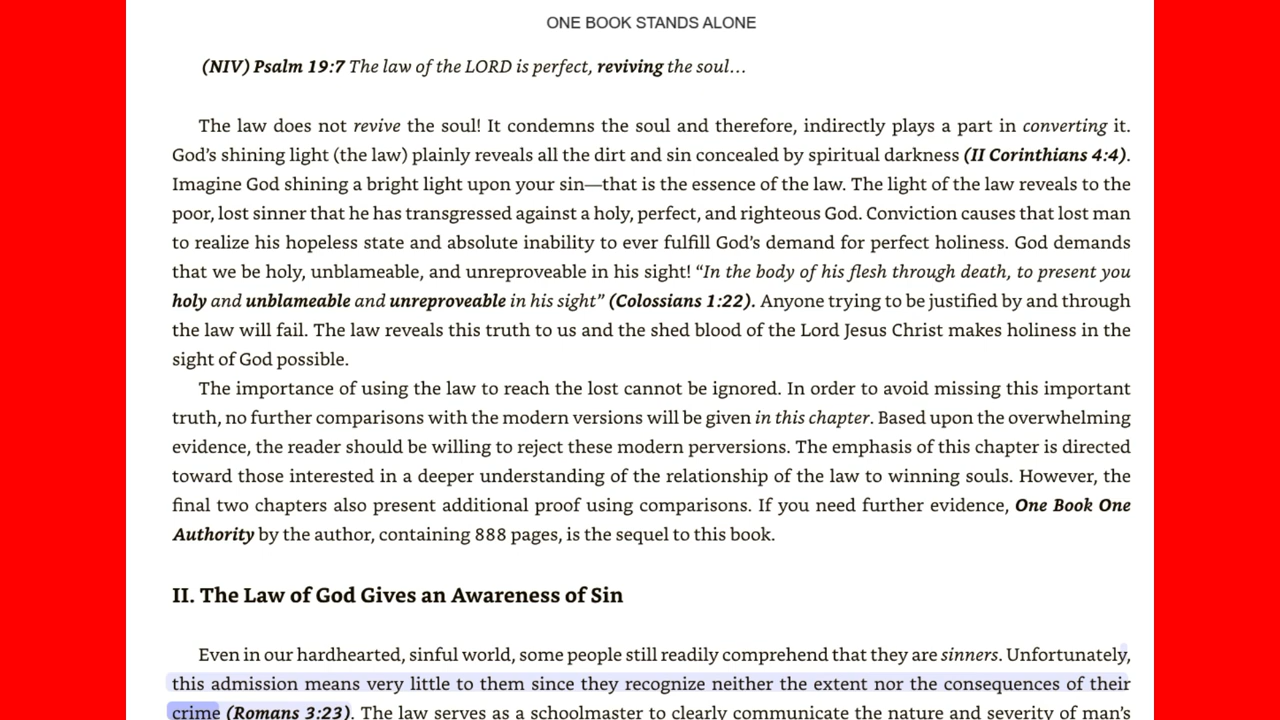 ONE BOOK STANDS ALONE
(NIV) Psalm 19:7 The law of the LORD is perfect, reviving the soul…
The law does not revive the soul! It condemns the soul and therefore, indirectly plays a part in converting it.
God’s shining light (the law) plainly reveals all the dirt and sin concealed by spiritual darkness (II Corinthians 4:4).
Imagine God shining a bright light upon your sin—that is the essence of the law. The light of the law reveals to the
poor, lost sinner that he has transgressed against a holy, perfect, and righteous God. Conviction causes that lost man
to realize his hopeless state and absolute inability to ever fulfill God’s demand for perfect holiness. God demands
that we be holy, unblameable, and unreproveable in his sight! “In the body of his flesh through death, to present you
holy and unblameable and unreproveable in his sight” (Colossians 1:22). Anyone trying to be justified by and through
the law will fail. The law reveals this truth to us and the shed blood of the Lord Jesus Christ makes holiness in the
sight of God possible.
The importance of using the law to reach the lost cannot be ignored. In order to avoid missing this important
truth, no further comparisons with the modern versions will be given in this chapter. Based upon the overwhelming
evidence, the reader should be willing to reject these modern perversions. The emphasis of this chapter is directed
toward those interested in a deeper understanding of the relationship of the law to winning souls. However, the
final two chapters also present additional proof using comparisons. If you need further evidence, One Book One
Authority by the author, containing 888 pages, is the sequel to this book.
II. The Law of God Gives an Awareness of Sin
Even in our hardhearted, sinful world, some people still readily comprehend that they are sinners. Unfortunately,
this admission means very little to them since they recognize neither the extent nor the consequences of their
crime (Romans 3:23). The law serves as a schoolmaster to clearly communicate the nature and severity of man’s